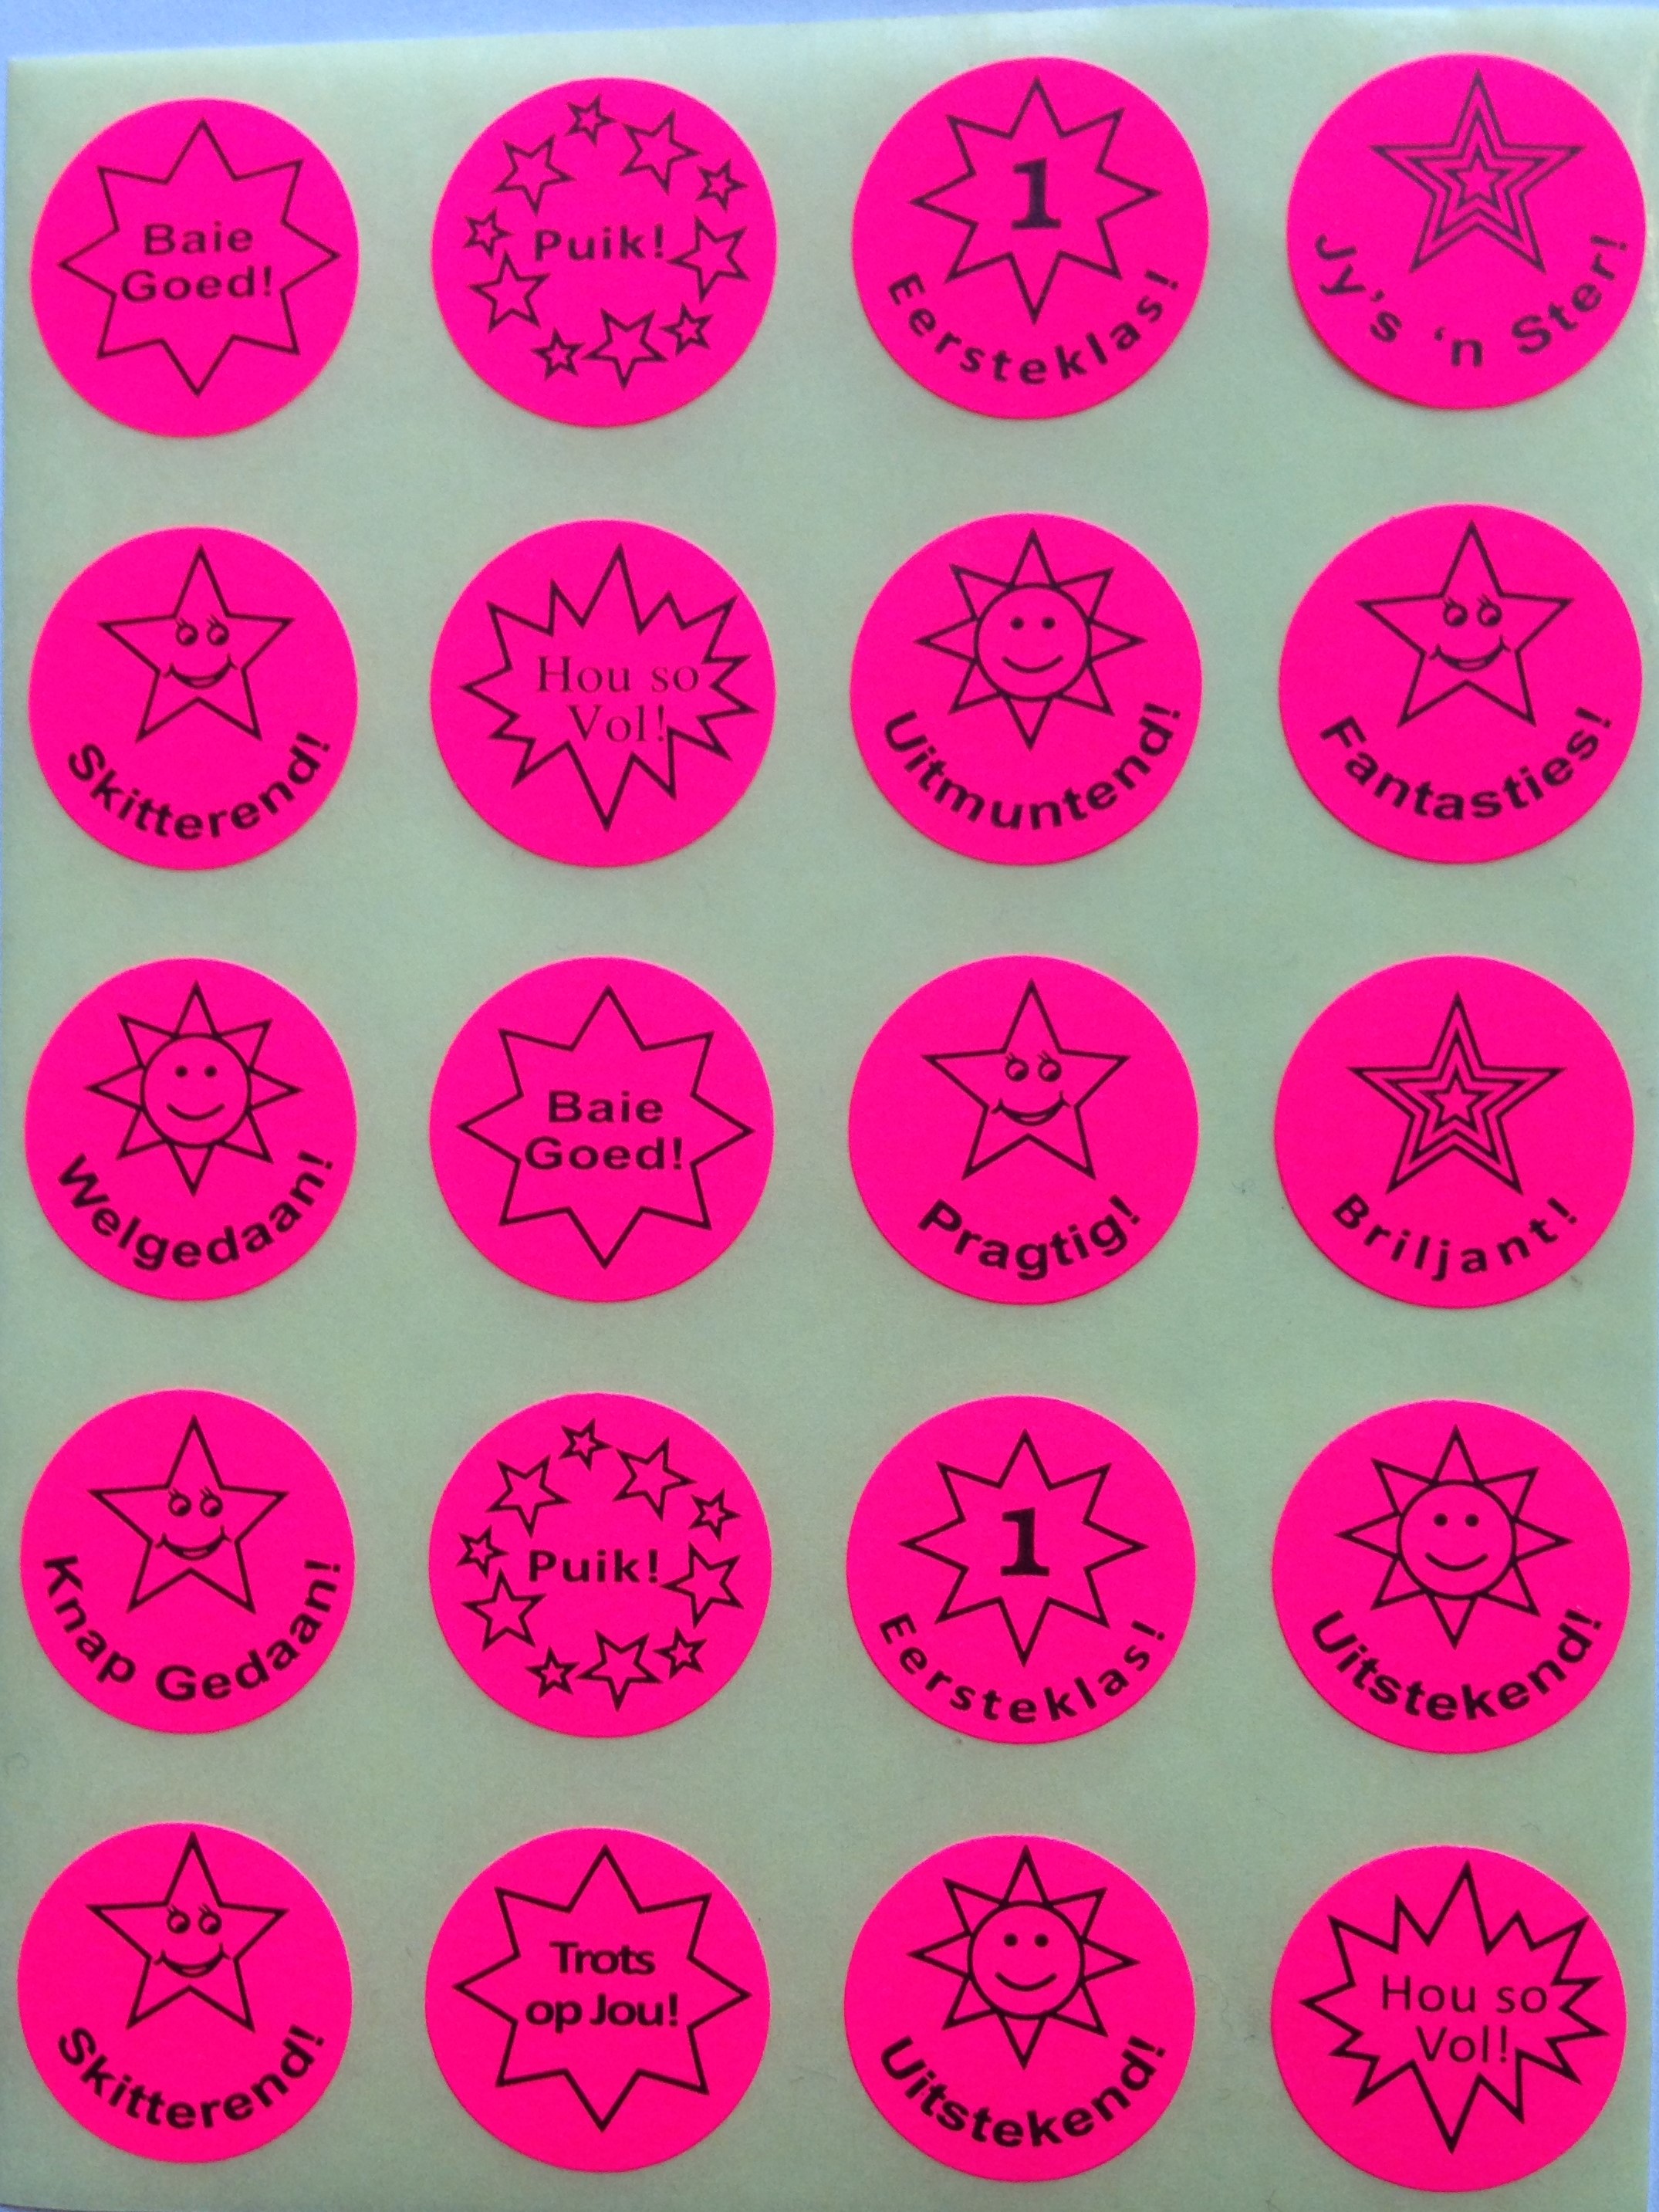 Baie
Goed!
Puik!
1
Eersteklas!
Jy's 'n Ster!
Skitterend!
Hou so
Vol!
Uitmuntend!
Fantasties!
Welgedaan!
Baie
Goed!
Pragtig!
Briljant!
Knap Gedaan!
Puik!
1
Eersteklas!
Uitstekend!
Skitterend!
Trots
op Jou!
Uitstekend!
Hou so
Vol!